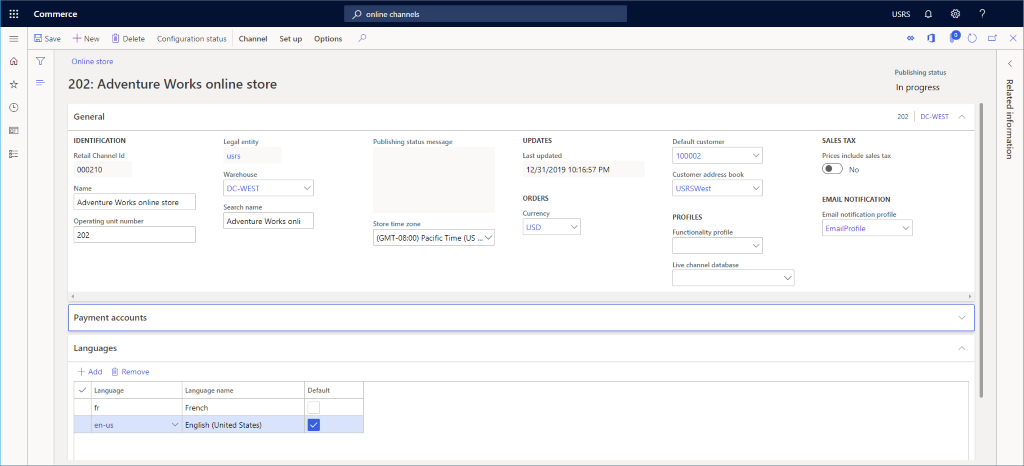 Commerce
online channels
USRS
?
Save
New
Delete
Configuration status
Channel
Set up
Options
0
Online store
202: Adventure Works online store
Publishing status
In progress
Related information
General
202
DC-WEST
IDENTIFICATION
Retail Channel Id
000210
Name
Adventure Works online store
Operating unit number
202
Legal entity
usrs
Warehouse
DC-WEST
Search name
Adventure Works onli
Publishing status message
Store time zone
(GMT-08:00) Pacific Time (US ...
UPDATES
Last updated
12/31/2019 10:16:57 PM
ORDERS
Currency
USD
Default customer
100002
Customer address book
USRSWest
PROFILES
Functionality profile
Live channel database
SALES TAX
Prices include sales tax
No
EMAIL NOTIFICATION
Email notification profile
EmailProfile
Payment accounts
Languages
Add
Remove
Language Language name Default
fr French
en-us English (United States)